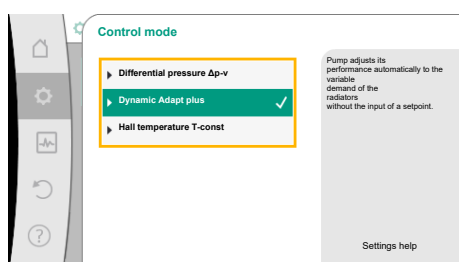 Control mode
Differential pressure Δp-v
Dynamic Adapt plus
Hall temperature T-const
Pump adjusts its
performance automatically to the
variable
demand of the
radiators
without the input of a setpoint.
Settings help
?